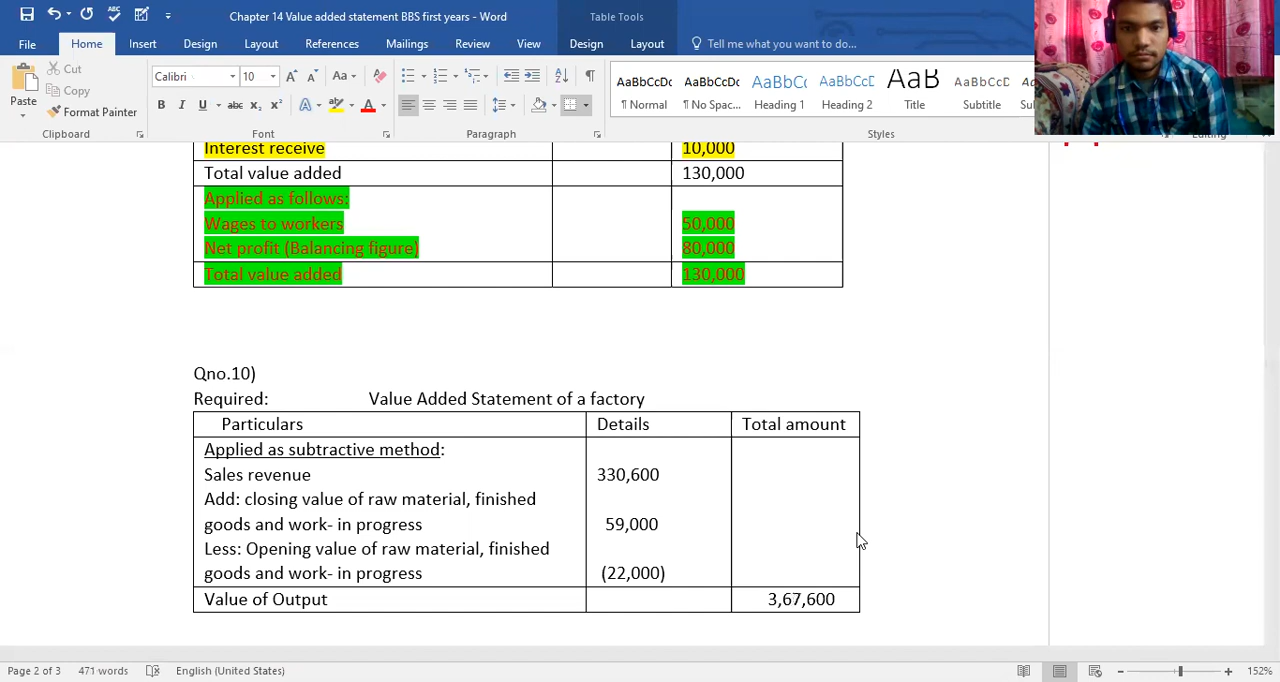 Chapter 14 Value added statement BBS first years - Word
Table Tools
File Home Insert Design Layout References Mailings Review View Design Layout Tell me what you want to do...
Cut
Copy
Format Painter
Paste
Clipboard
Calibri 10
Font
Paragraph
AaBbCcDc AaBbCcDc AaBbCc AaBbCcD AaB AaBbCcD
¶ Normal ¶ No Spac... Heading 1 Heading 2 Title Subtitle
Styles
Editing
Interest receive 10,000
Total value added 130,000
Applied as follows:
Wages to workers 50,000
Net profit (Balancing figure) 80,000
Total value added 130,000
Qno.10)
Required: Value Added Statement of a factory
Particulars Details Total amount
Applied as subtractive method:
Sales revenue 330,600
Add: closing value of raw material, finished
goods and work- in progress 59,000
Less: Opening value of raw material, finished
goods and work- in progress (22,000)
Value of Output 3,67,600
Page 2 of 3 471 words English (United States) 152%